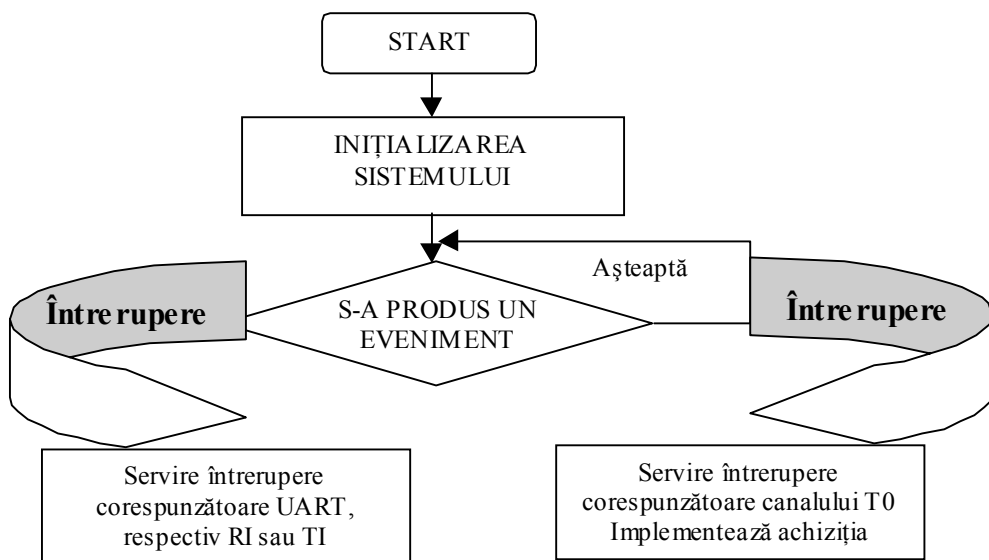 START
INIȚIALIZAREA
SISTEMULUI
Așteaptă
Întrerupere
S-A PRODUS UN
EVENIMENT
Întrerupere
Servire întrerupere
corespunzătoare UART,
respectiv RI sau TI
Servire întrerupere
corespunzătoare canalului T0
Implementează achiziția